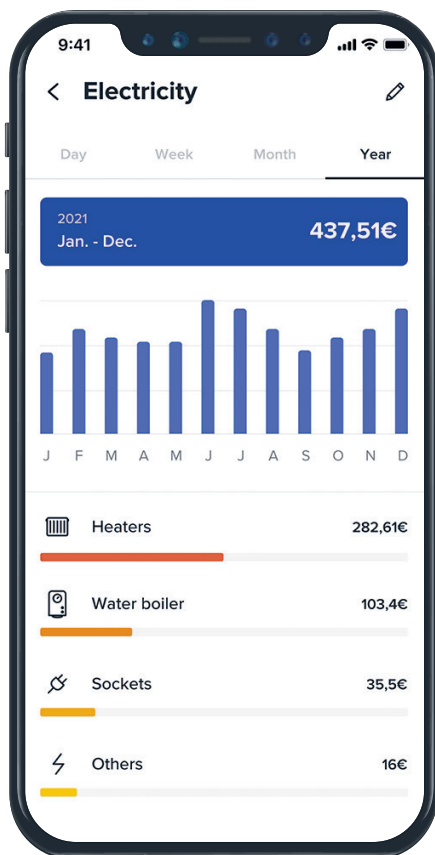 9:41
Electricity
Day Week Month Year
2021
Jan. - Dec.
437,51€
J F M A M J J A S O N D
Heaters 282,61€
Water boiler 103,4€
Sockets 35,5€
Others 16€